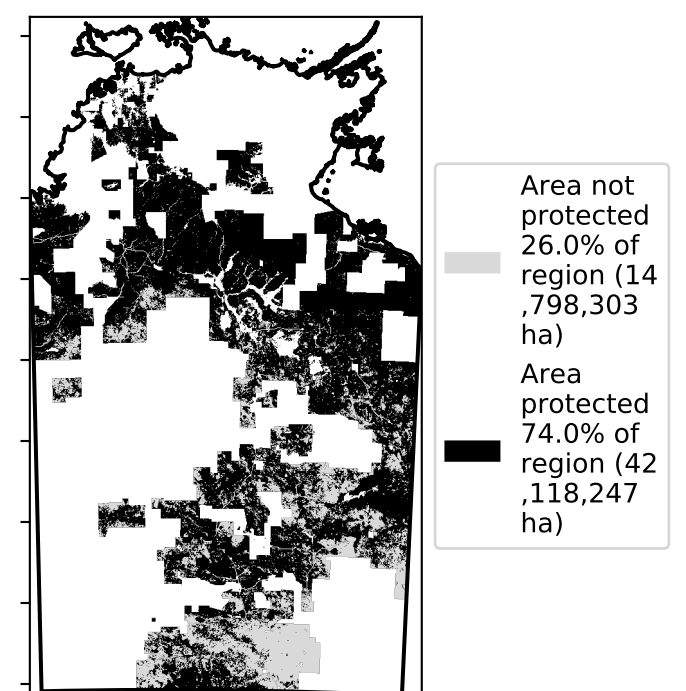 Area not
protected
26.0% of
region (14
,798,303
ha)
Area
protected
74.0% of
region (42
,118,247
ha)